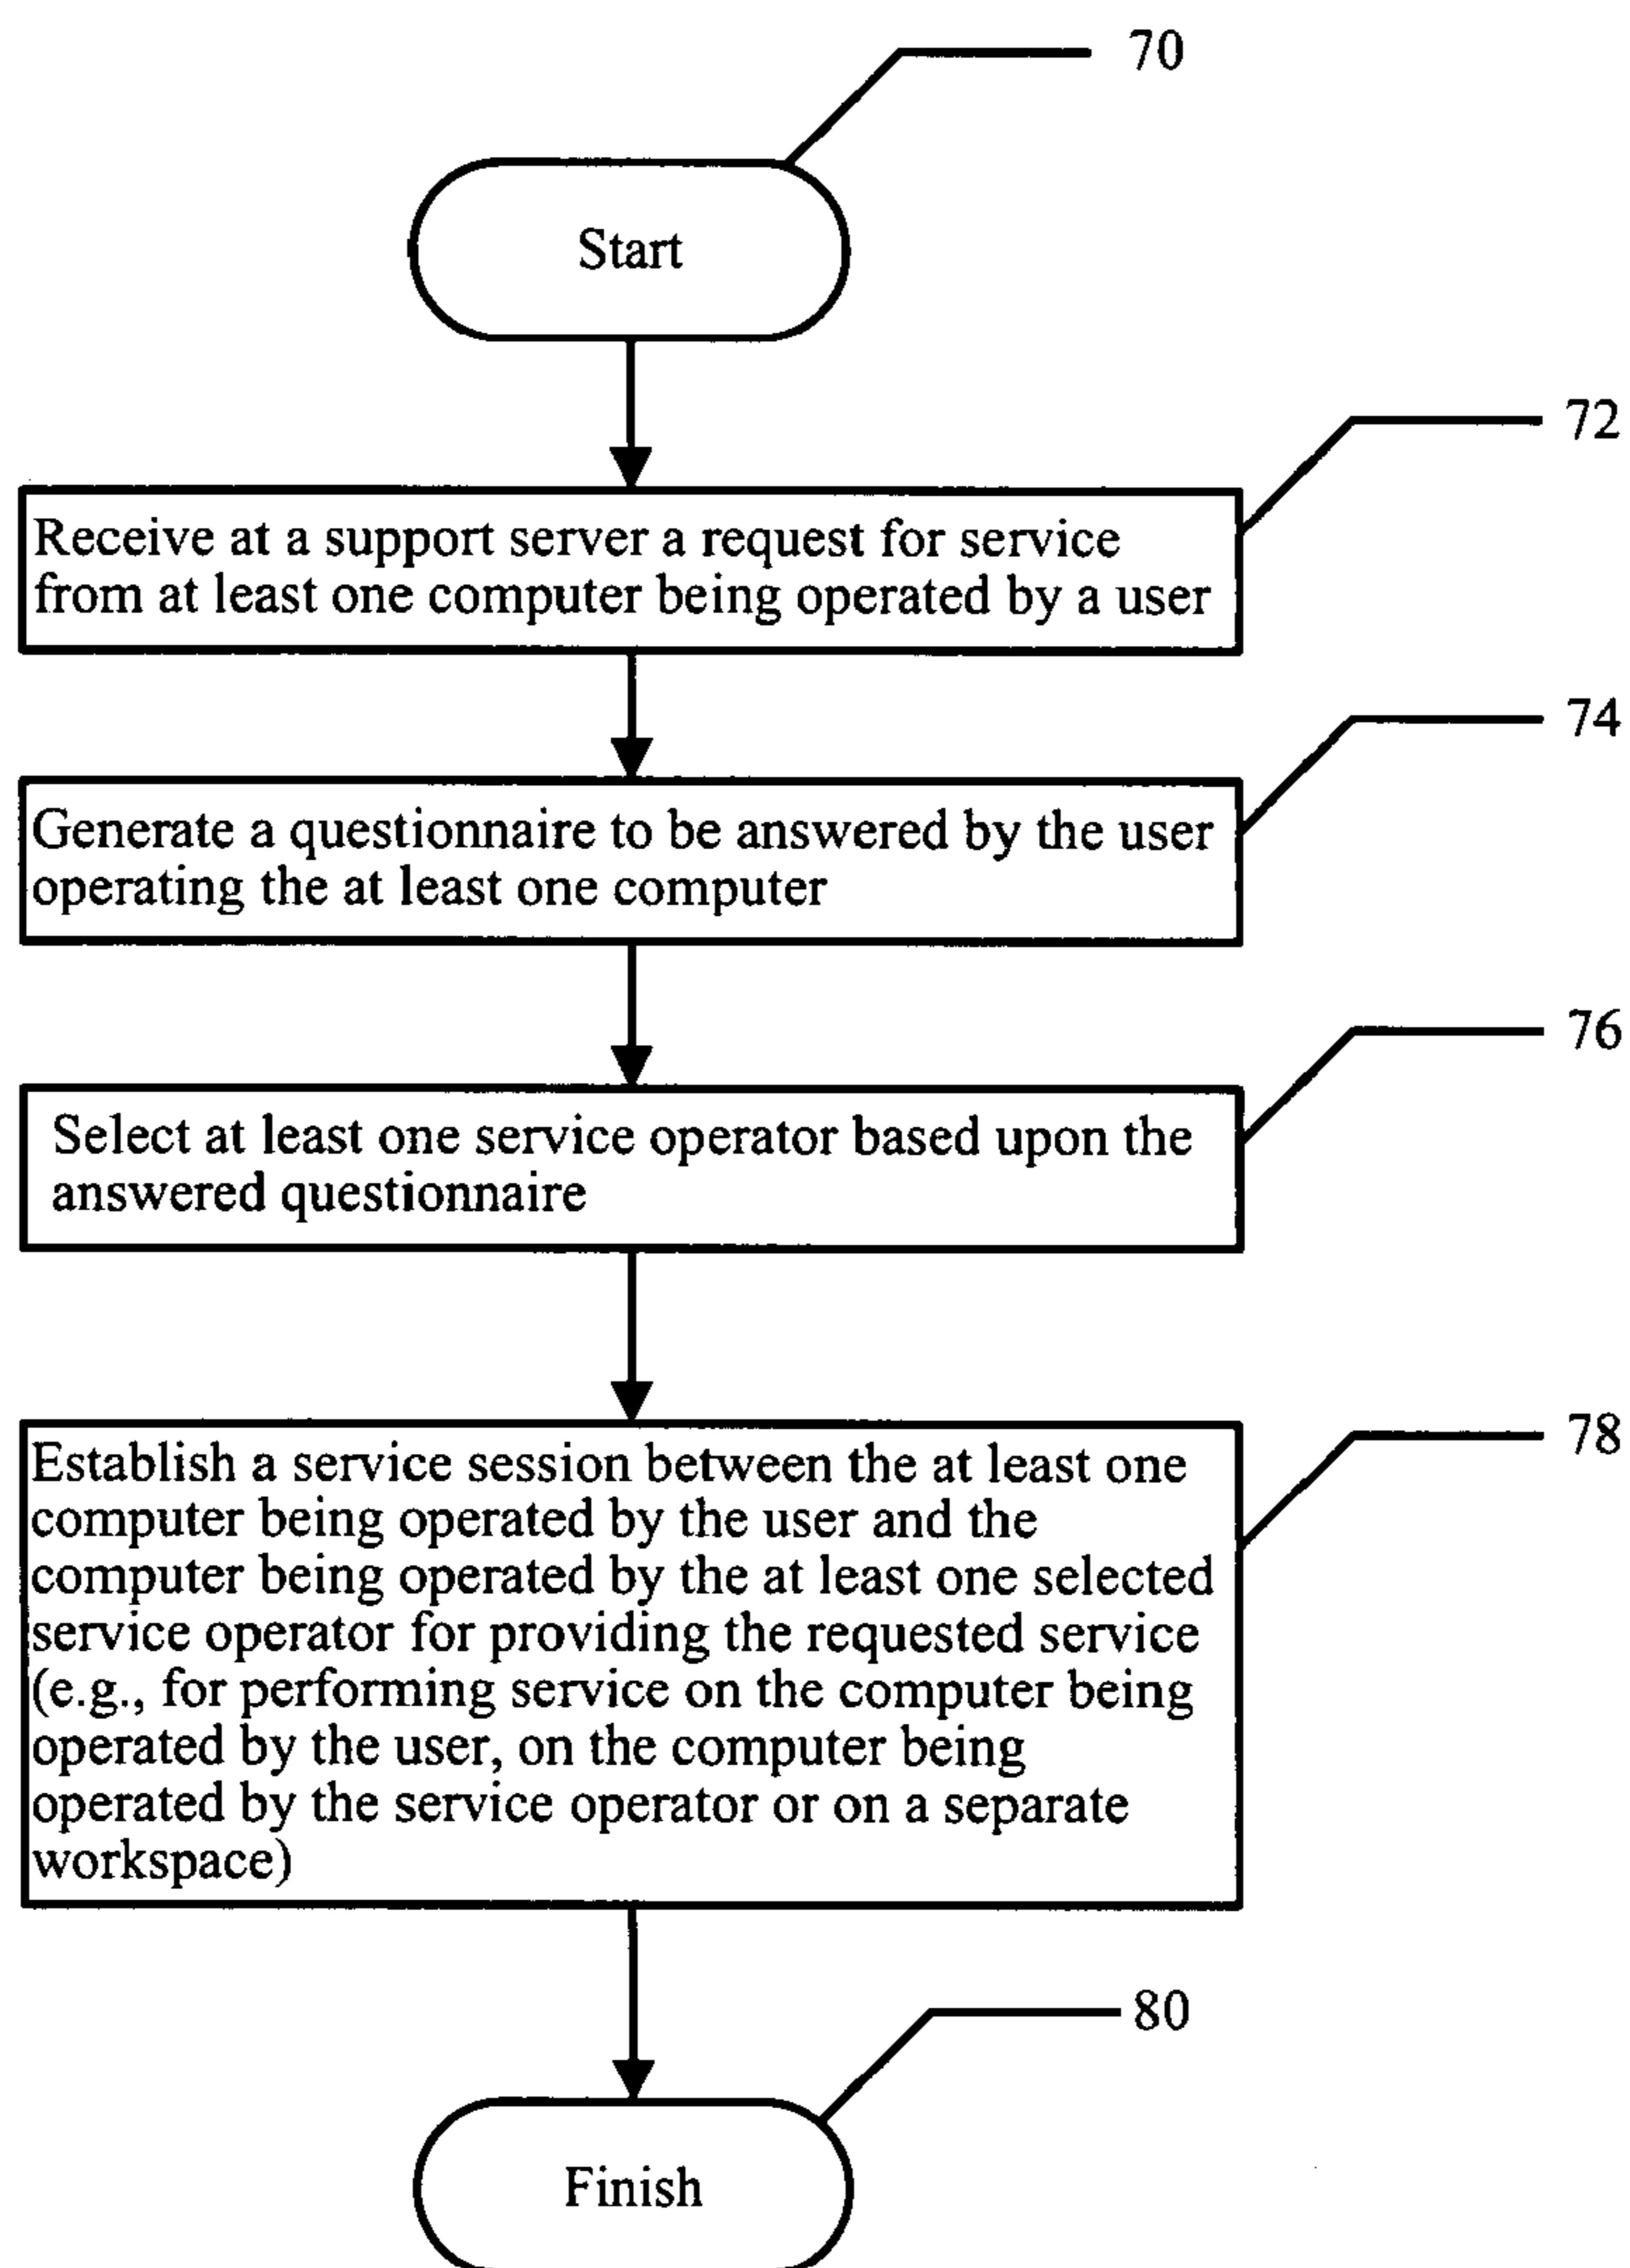 70
Start
72
Receive at a support server a request for service
from at least one computer being operated by a user
74
Generate a questionnaire to be answered by the user
operating the at least one computer
76
Select at least one service operator based upon the
answered questionnaire
78
Establish a service session between the at least one
computer being operated by the user and the
computer being operated by the at least one selected
service operator for providing the requested service
(e.g., for performing service on the computer being
operated by the user, on the computer being
operated by the service operator or on a separate
workspace)
80
Finish